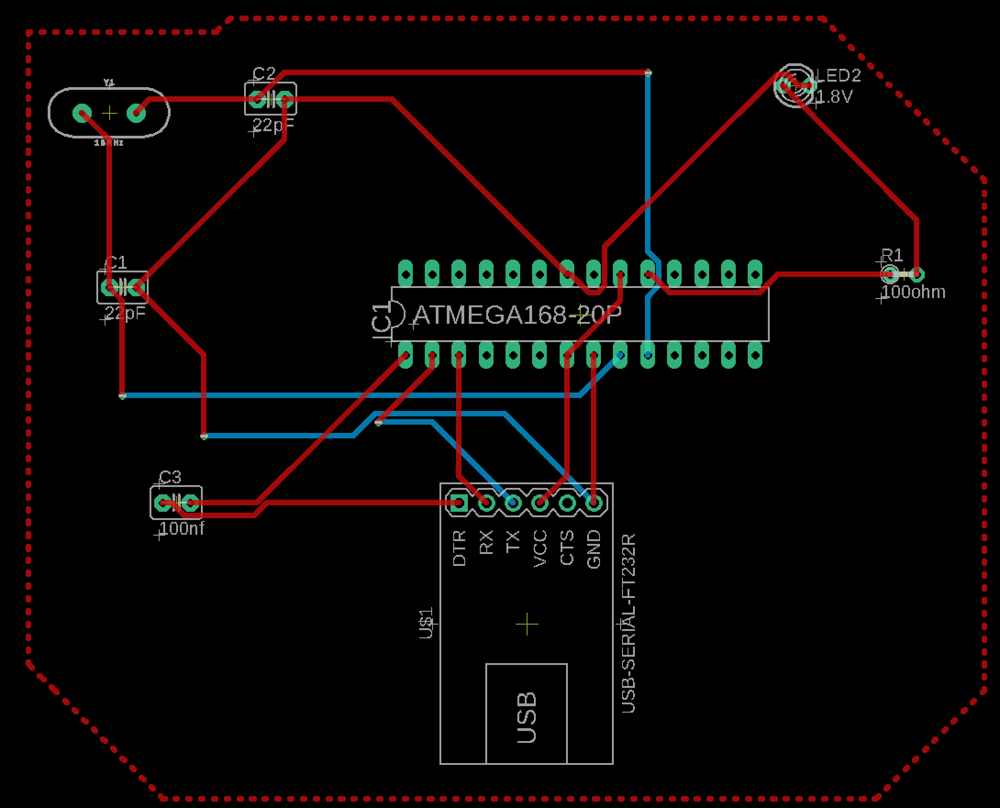 Y1
C2
LED2
1.8V
22pF
C1
R1
22pF
100ohm
IC1
ATMEGA168-20P
C3
100nf
DTR
RX
TX
VCC
CTS
GND
U$1
USB-SERIAL-FT232R
USB